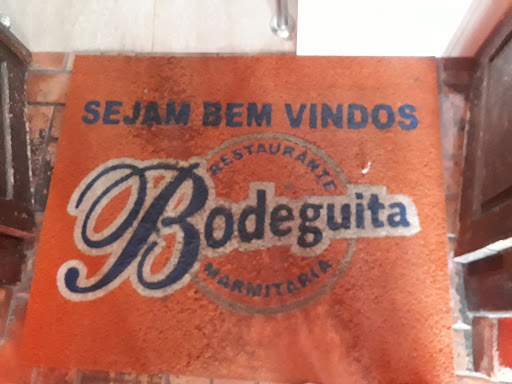 SEJAM BEM VINDOS
RESTAURANTE
Bodeguita
MARMITARIA